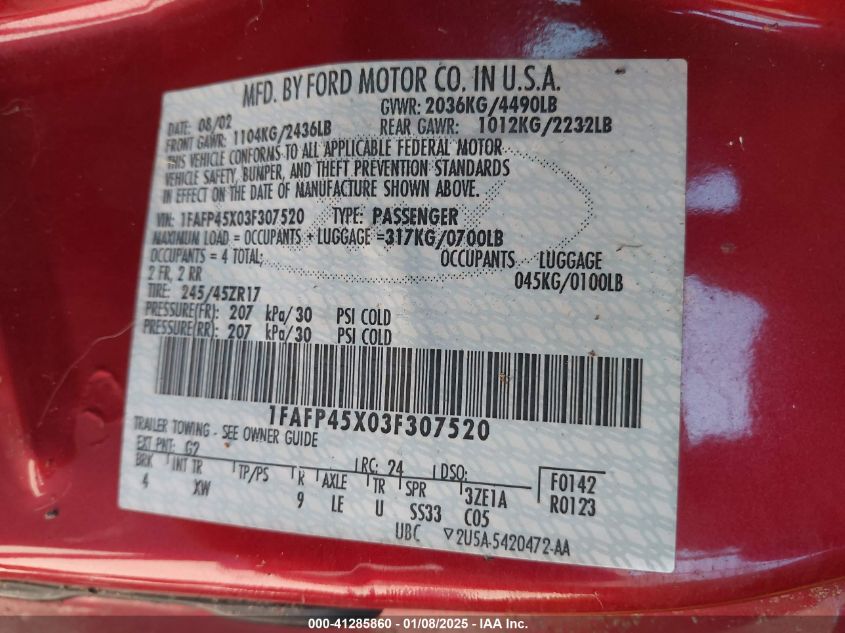 MFD. BY FORD MOTOR CO. IN U.S.A.
DATE: 08/02 GVWR: 2036KG/4490LB
FRONT GAWR: 1104KG/2436LB REAR GAWR: 1012KG/2232LB
THIS VEHICLE CONFORMS TO ALL APPLICABLE FEDERAL MOTOR
VEHICLE SAFETY, BUMPER, AND THEFT PREVENTION STANDARDS
IN EFFECT ON THE DATE OF MANUFACTURE SHOWN ABOVE.
VIN: 1FAFP45X03F307520 TYPE: PASSENGER
MAXIMUM LOAD = OCCUPANTS + LUGGAGE =317KG/0700LB
OCCUPANTS = 4 TOTAL, OCCUPANTS LUGGAGE
2 FR, 2 RR 045KG/0100LB
TIRE: 245/45ZR17
PRESSURE(FR): 207 kPa/30 PSI COLD
PRESSURE(RR): 207 kPa/30 PSI COLD
1FAFP45X03F307520
TRAILER TOWING - SEE OWNER GUIDE
EXT PNT: G2 RC: 24 DSO: F0142
BRK INT TR TP/PS R AXLE TR SPR 3ZE1A R0123
4 XW 9 LE U SS33 C05
UBC ▽2U5A-5420472-AA
000-41285860 - 01/08/2025 - IAA Inc.